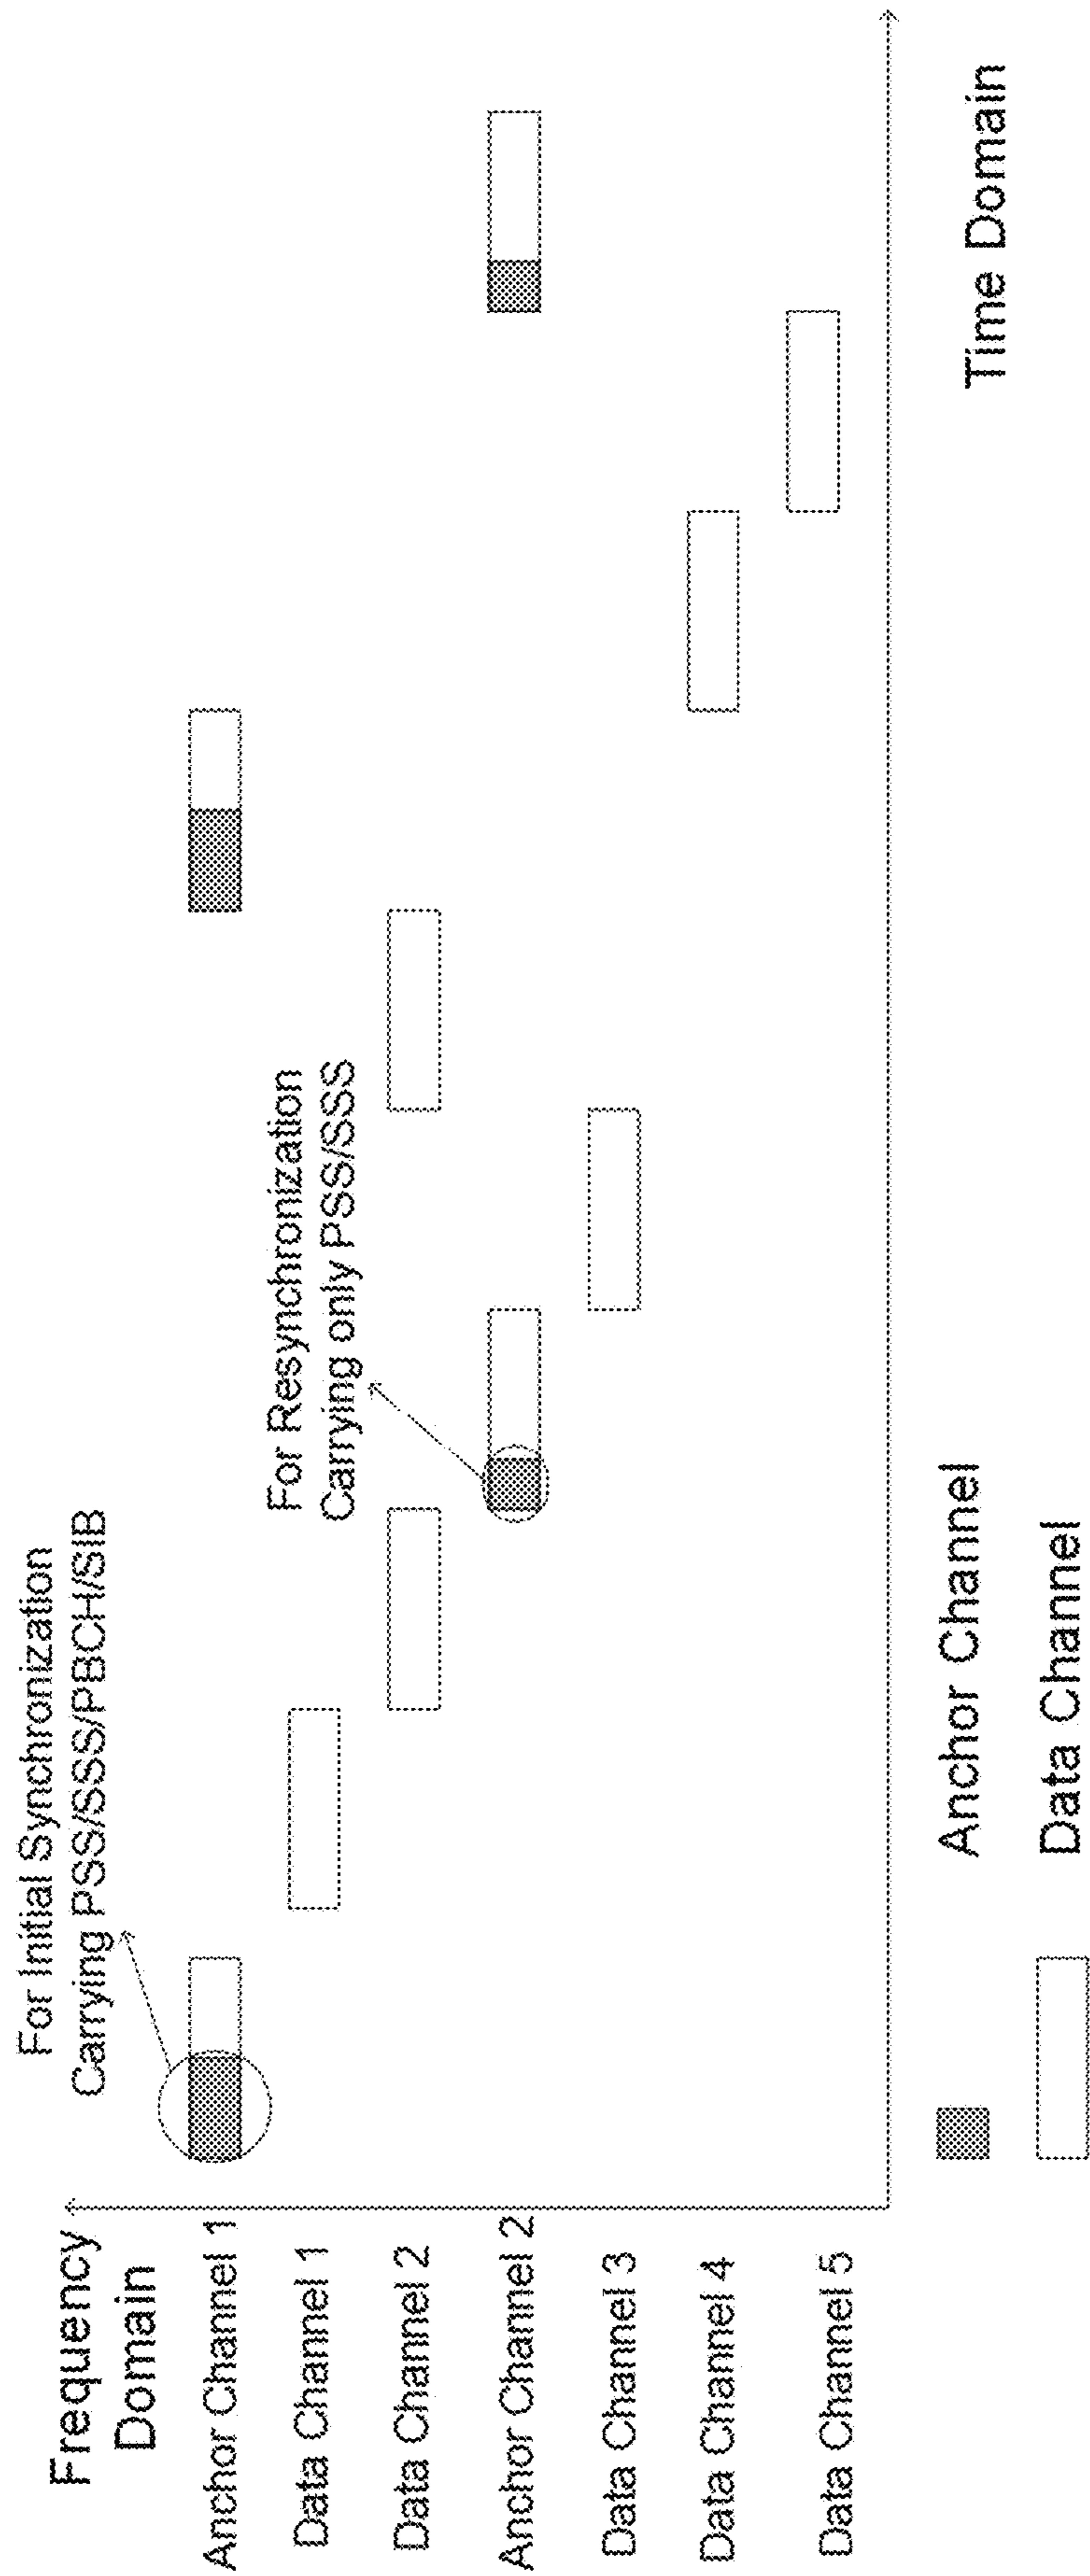 For Initial Synchronization
Carrying PSS/SSS/PBCH/SIB
For Resynchronization
Carrying only PSS/SSS
Frequency
Domain
Anchor Channel 1
Data Channel 1
Data Channel 2
Anchor Channel 2
Data Channel 3
Data Channel 4
Data Channel 5
Time Domain
Anchor Channel
Data Channel